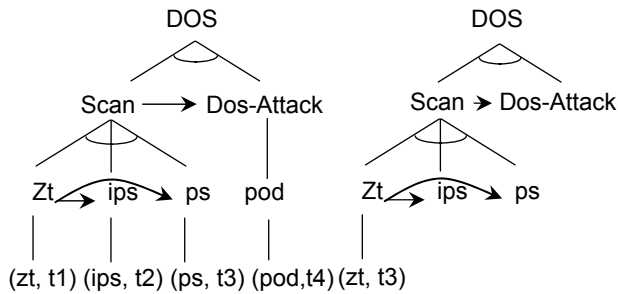 DOS DOS
Scan Dos-Attack Scan Dos-Attack
Zt ips ps pod Zt ips ps
(zt, t1) (ips, t2) (ps, t3) (pod,t4) (zt, t3)